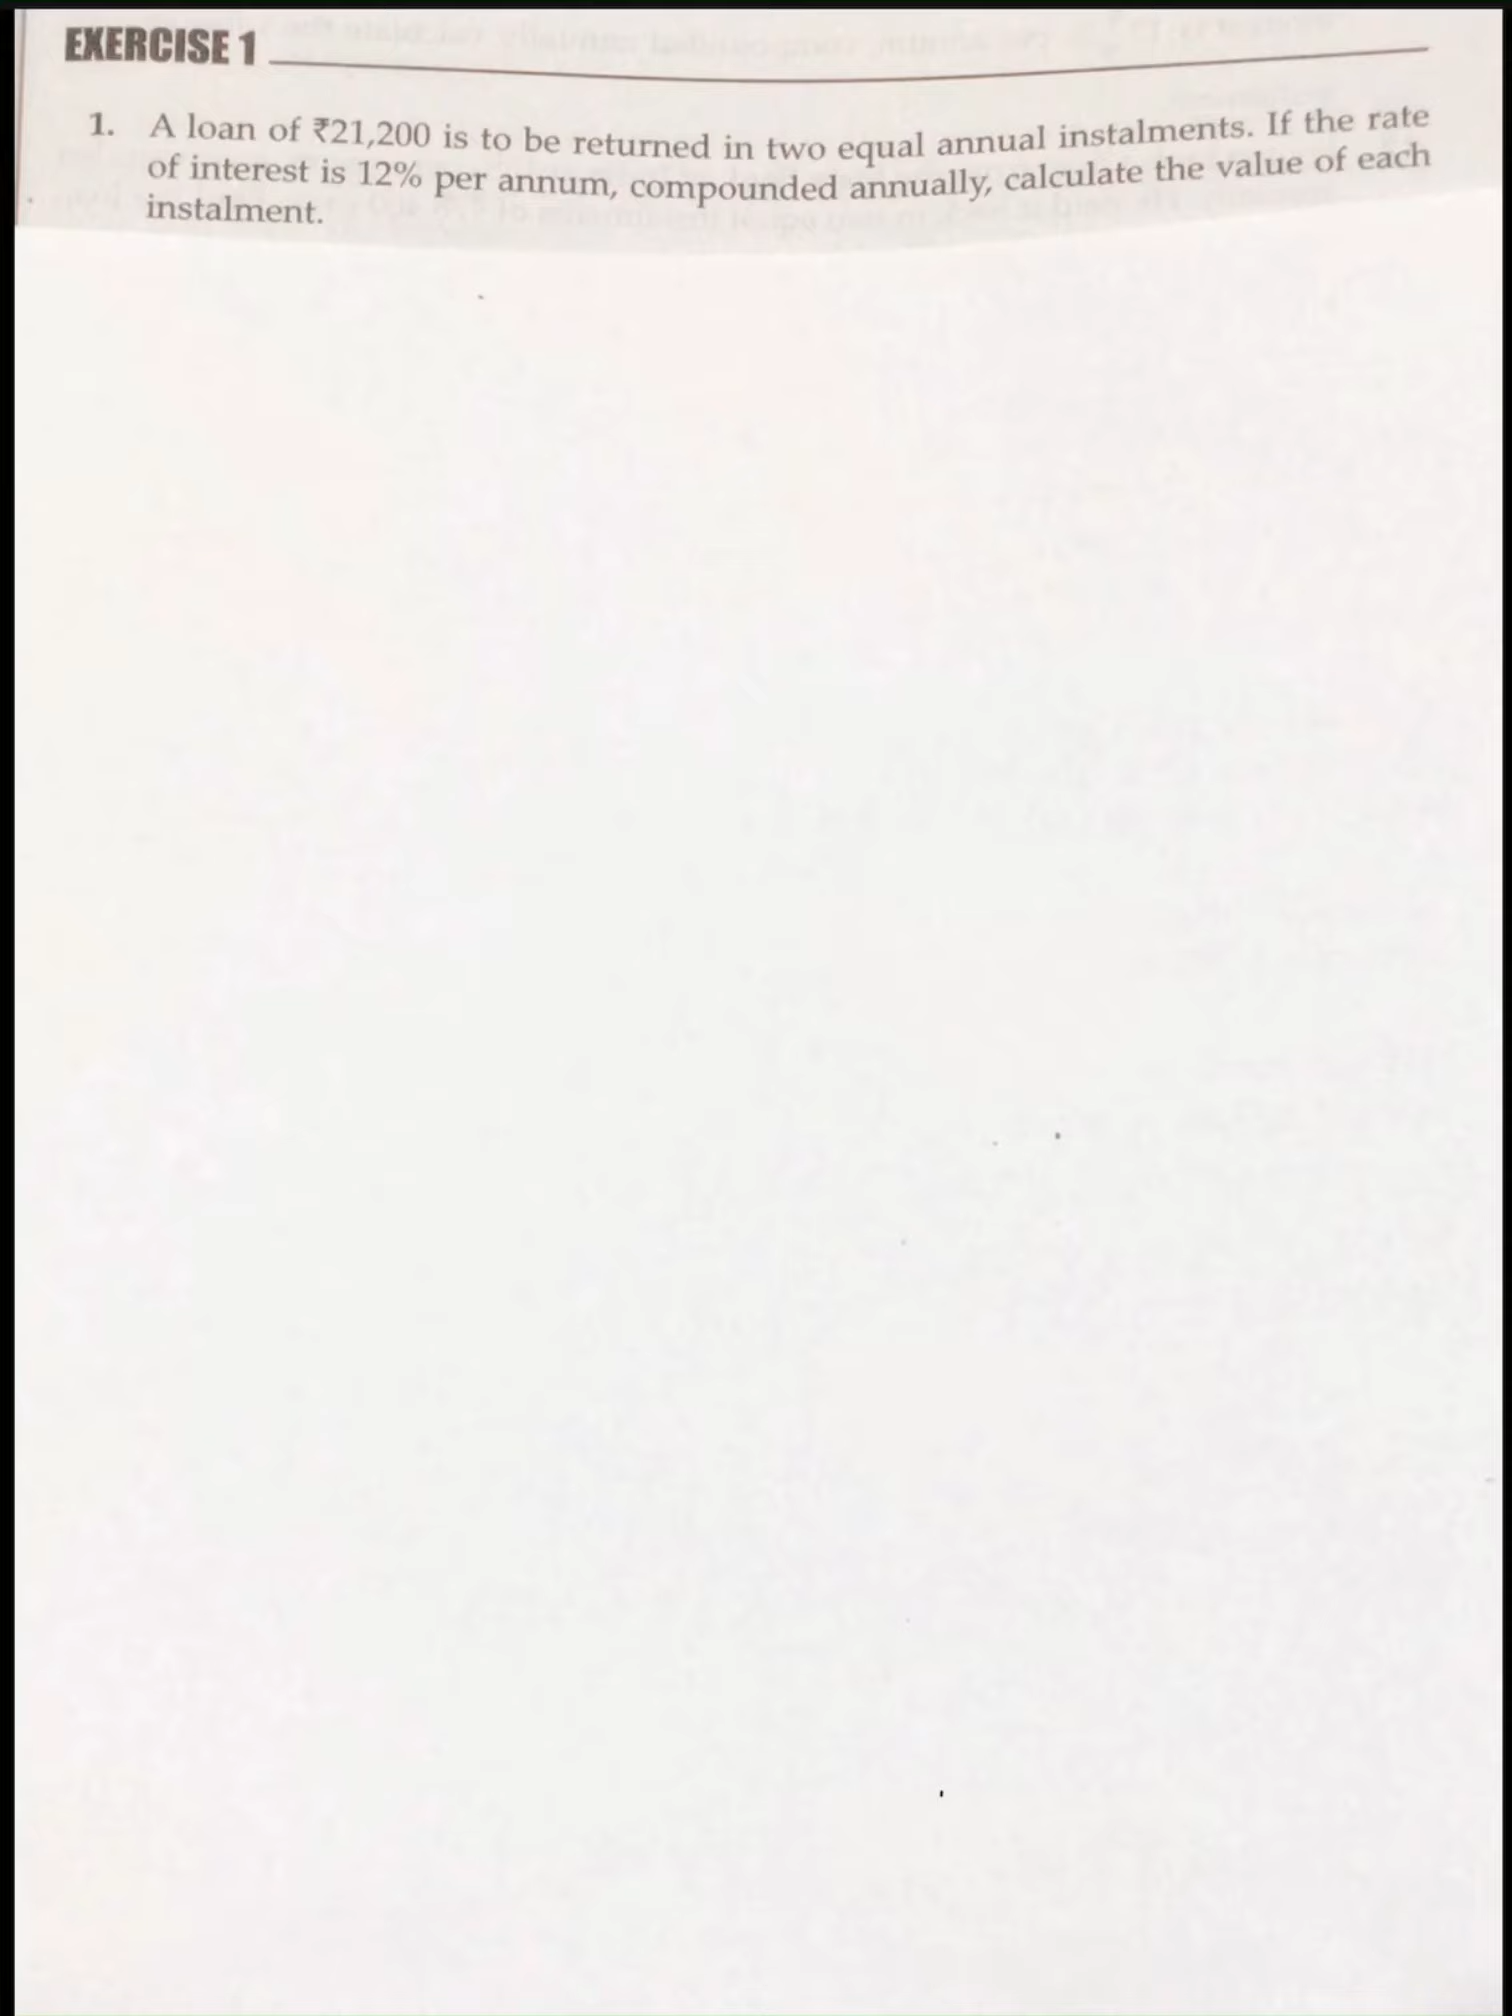 EXERCISE 1
1. A loan of ₹21,200 is to be returned in two equal annual instalments. If the rate
of interest is 12% per annum, compounded annually, calculate the value of each
instalment.